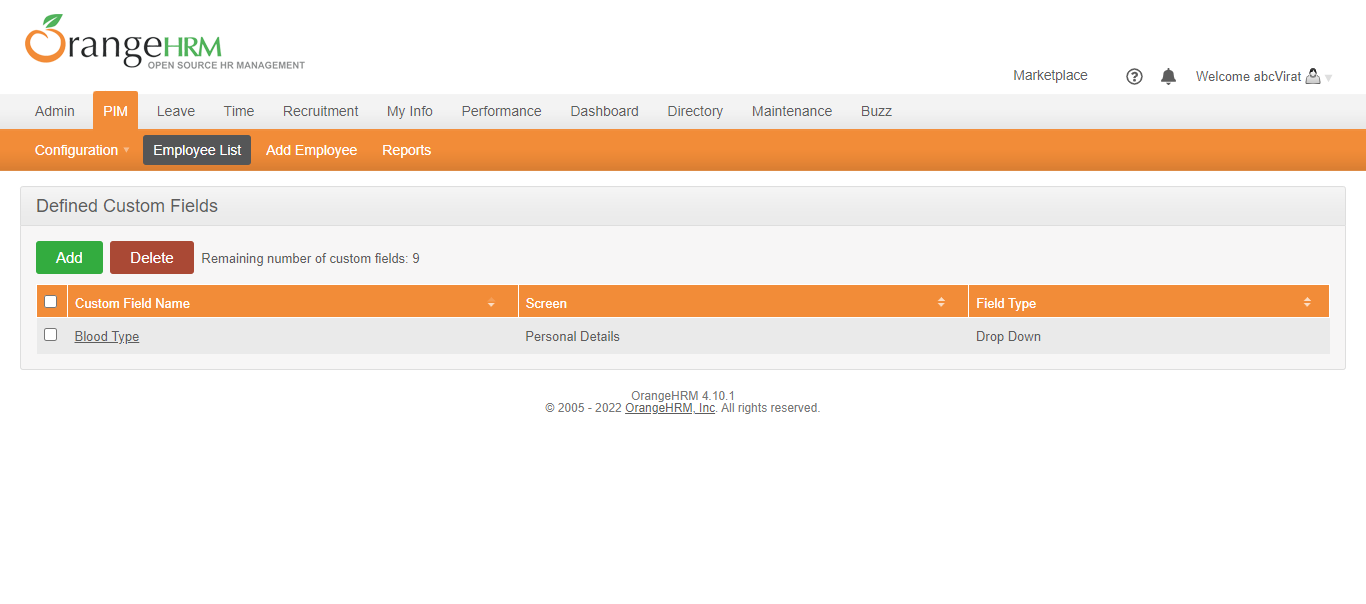 OrangeHRM
OPEN SOURCE HR MANAGEMENT
Marketplace ? Welcome abcVirat
Admin PIM Leave Time Recruitment My Info Performance Dashboard Directory Maintenance Buzz
Configuration Employee List Add Employee Reports
Defined Custom Fields
Add Delete Remaining number of custom fields: 9
Custom Field Name Screen Field Type
Blood Type Personal Details Drop Down
OrangeHRM 4.10.1
© 2005 - 2022 OrangeHRM, Inc. All rights reserved.